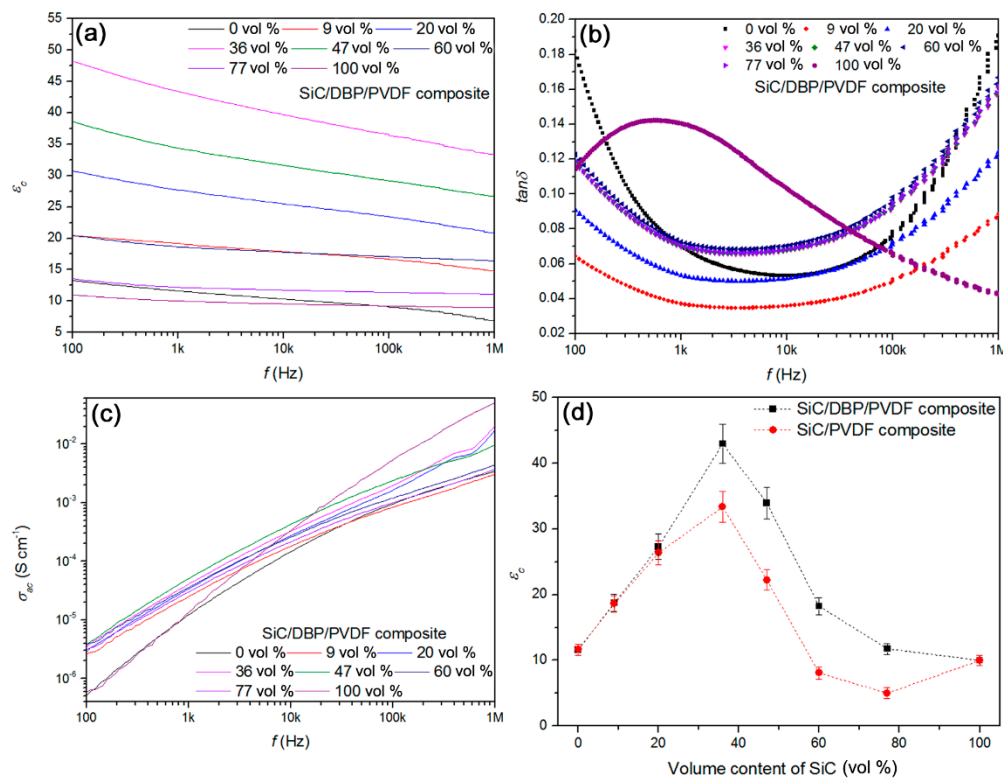 (a)
0 vol % 9 vol % 20 vol %
36 vol % 47 vol % 60 vol %
77 vol % 100 vol %
SiC/DBP/PVDF composite
εc
55
50
45
40
35
30
25
20
15
10
5
100 1k 10k 100k 1M
f (Hz)
(b)
0 vol % 9 vol % 20 vol %
36 vol % 47 vol % 60 vol %
77 vol % 100 vol %
SiC/DBP/PVDF composite
tanδ
0.20
0.18
0.16
0.14
0.12
0.10
0.08
0.06
0.04
0.02
100 1k 10k 100k 1M
f (Hz)
(c)
σac (S cm⁻¹)
10⁻²
10⁻³
10⁻⁴
10⁻⁵
10⁻⁶
SiC/DBP/PVDF composite
0 vol % 9 vol % 20 vol %
36 vol % 47 vol % 60 vol %
77 vol % 100 vol %
100 1k 10k 100k 1M
f (Hz)
(d)
SiC/DBP/PVDF composite
SiC/PVDF composite
εc
50
40
30
20
10
0
0 20 40 60 80 100
Volume content of SiC (vol %)